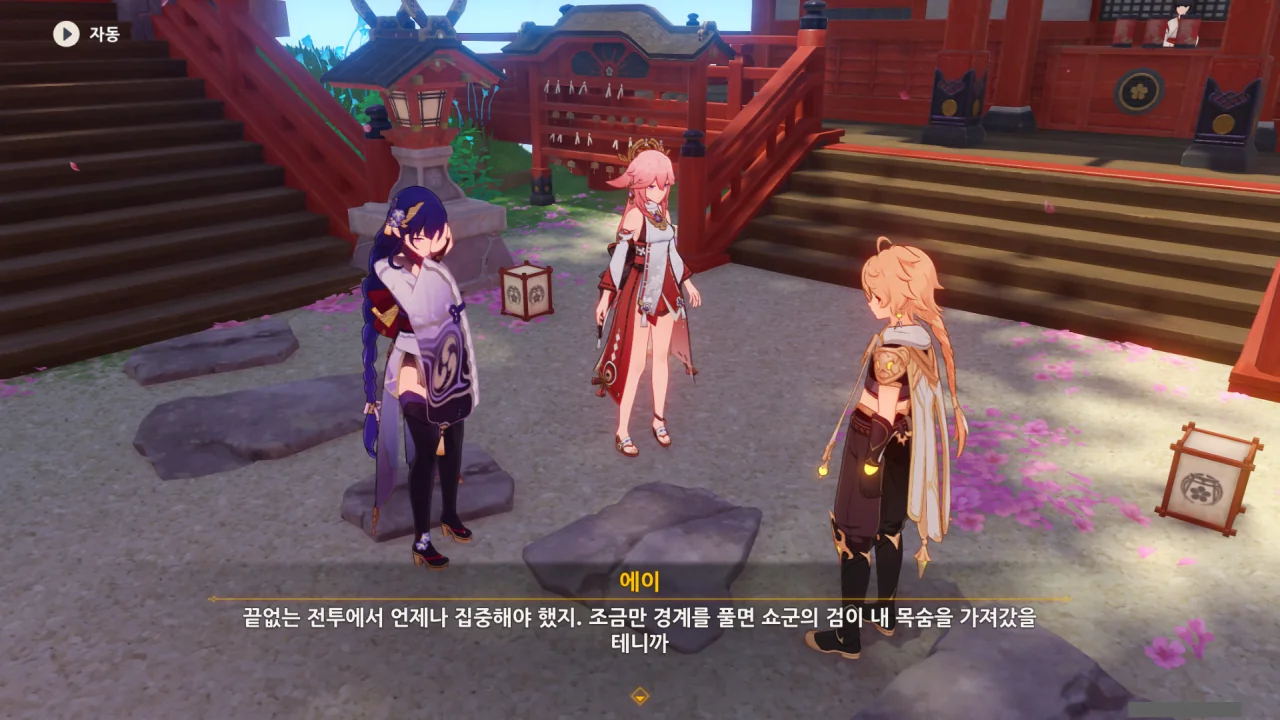 자동
에이
끝없는 전투에서 언제나 집중해야 했지. 조금만 경계를 풀면 쇼군의 검이 내 목숨을 가져갔을
테니까